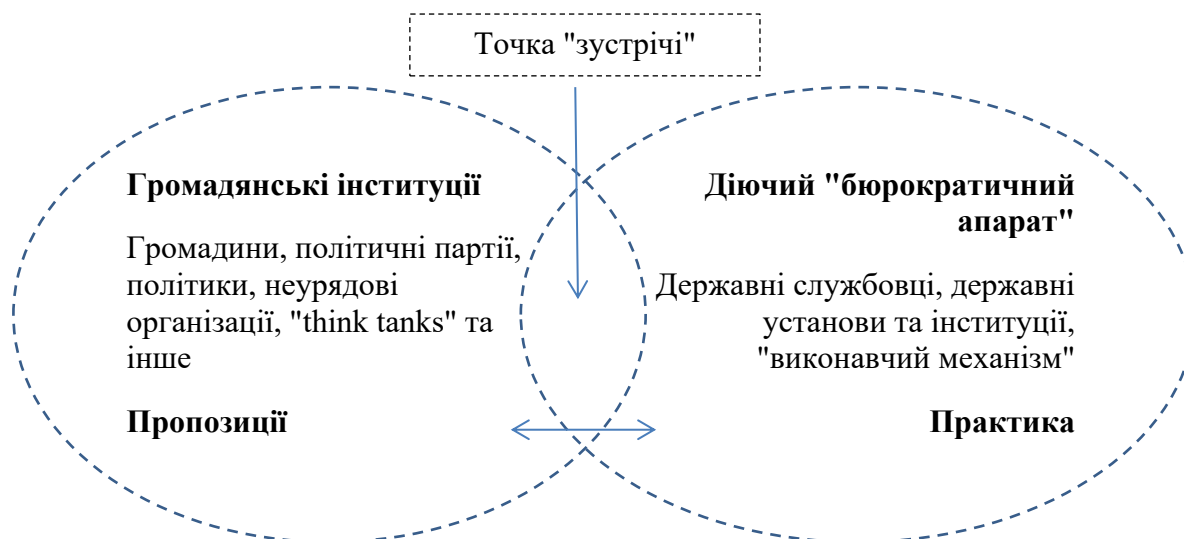 Точка "зустрічі"
Громадянські інституції
Громадини, політичні партії,
політики, неурядові
організації, "think tanks" та
інше
Пропозиції
Діючий "бюрократичний
апарат"
Державні службовці, державні
установи та інституції,
"виконавчий механізм"
Практика